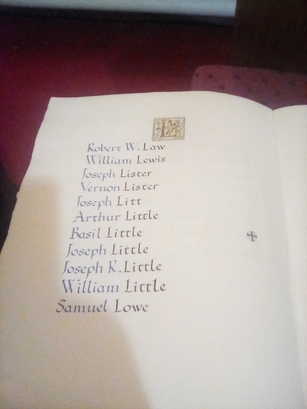 L
Robert W. Law
William Lewis
Joseph Lister
Vernon Lister
Joseph Litt
Arthur Little
Basil Little
Joseph Little
Joseph R. Little
William Little
Samuel Lowe